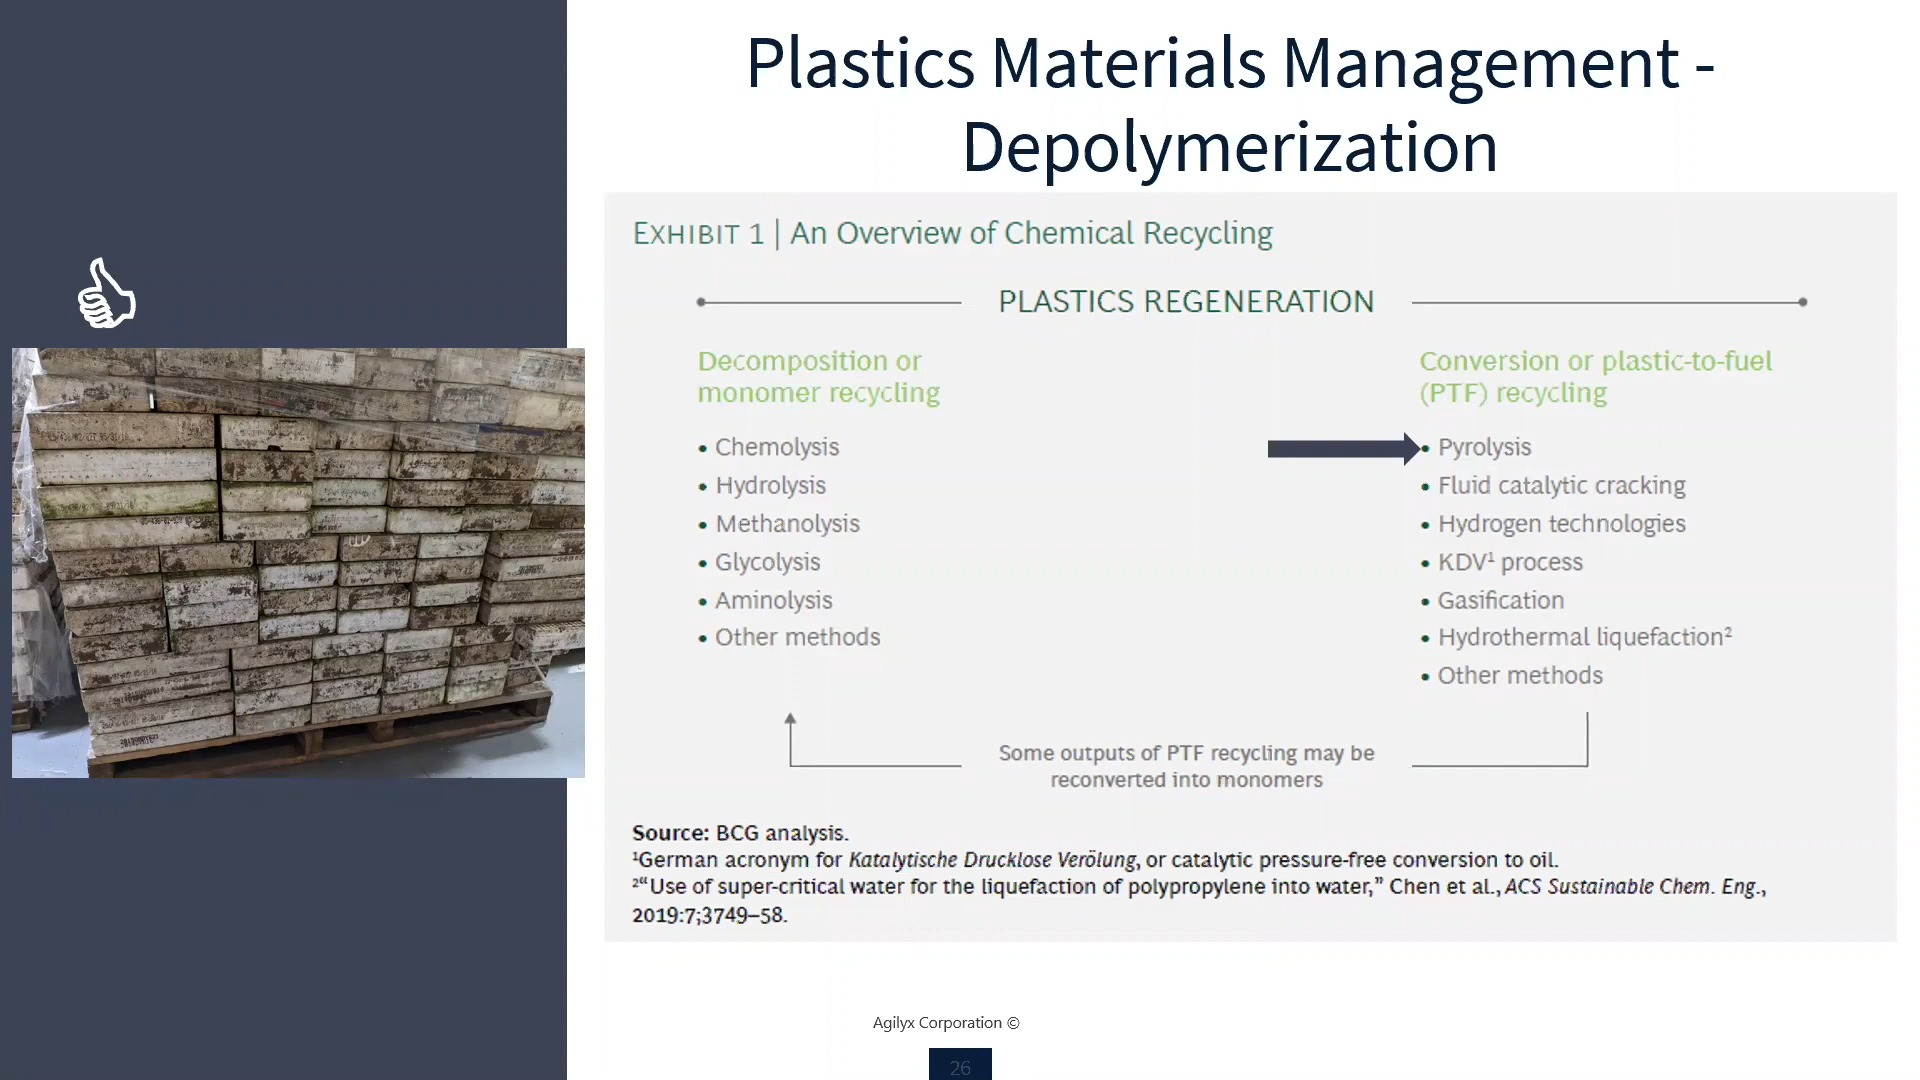 Plastics Materials Management -
Depolymerization
EXHIBIT 1 | An Overview of Chemical Recycling
PLASTICS REGENERATION
Decomposition or
monomer recycling
• Chemolysis
• Hydrolysis
• Methanolysis
• Glycolysis
• Aminolysis
• Other methods
Conversion or plastic-to-fuel
(PTF) recycling
• Pyrolysis
• Fluid catalytic cracking
• Hydrogen technologies
• KDV¹ process
• Gasification
• Hydrothermal liquefaction²
• Other methods
Some outputs of PTF recycling may be
reconverted into monomers
Source: BCG analysis.
¹German acronym for Katalytische Drucklose Verölung, or catalytic pressure-free conversion to oil.
²“Use of super-critical water for the liquefaction of polypropylene into water,” Chen et al., ACS Sustainable Chem. Eng.,
2019:7;3749–58.
Agilyx Corporation ©
26